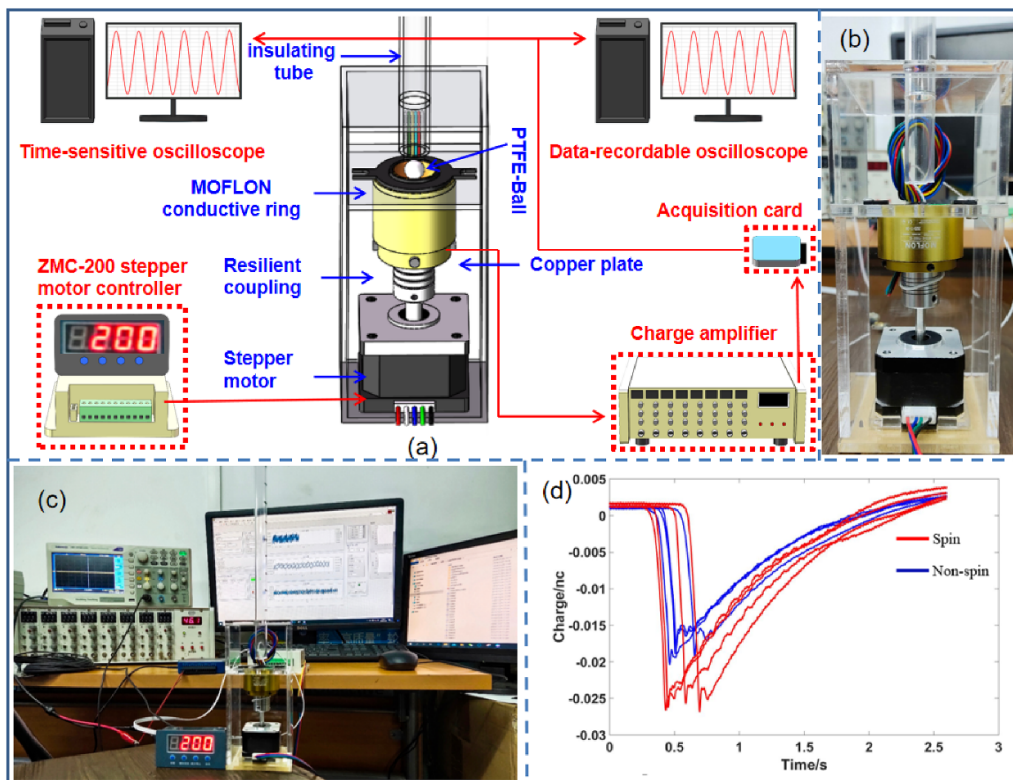 insulating
tube
Time-sensitive oscilloscope
Data-recordable oscilloscope
PTFE-Ball
MOFLON
conductive ring
Acquisition card
ZMC-200 stepper
motor controller
Resilient
coupling
Copper plate
200
Charge amplifier
Stepper
motor
(a)
(b)
MOFLON
(c)
461
200
(d)
0.005
0
-0.005
-0.01
-0.015
-0.02
-0.025
-0.03
Charge/nc
Spin
Non-spin
0
0.5
1
1.5
2
2.5
3
Time/s